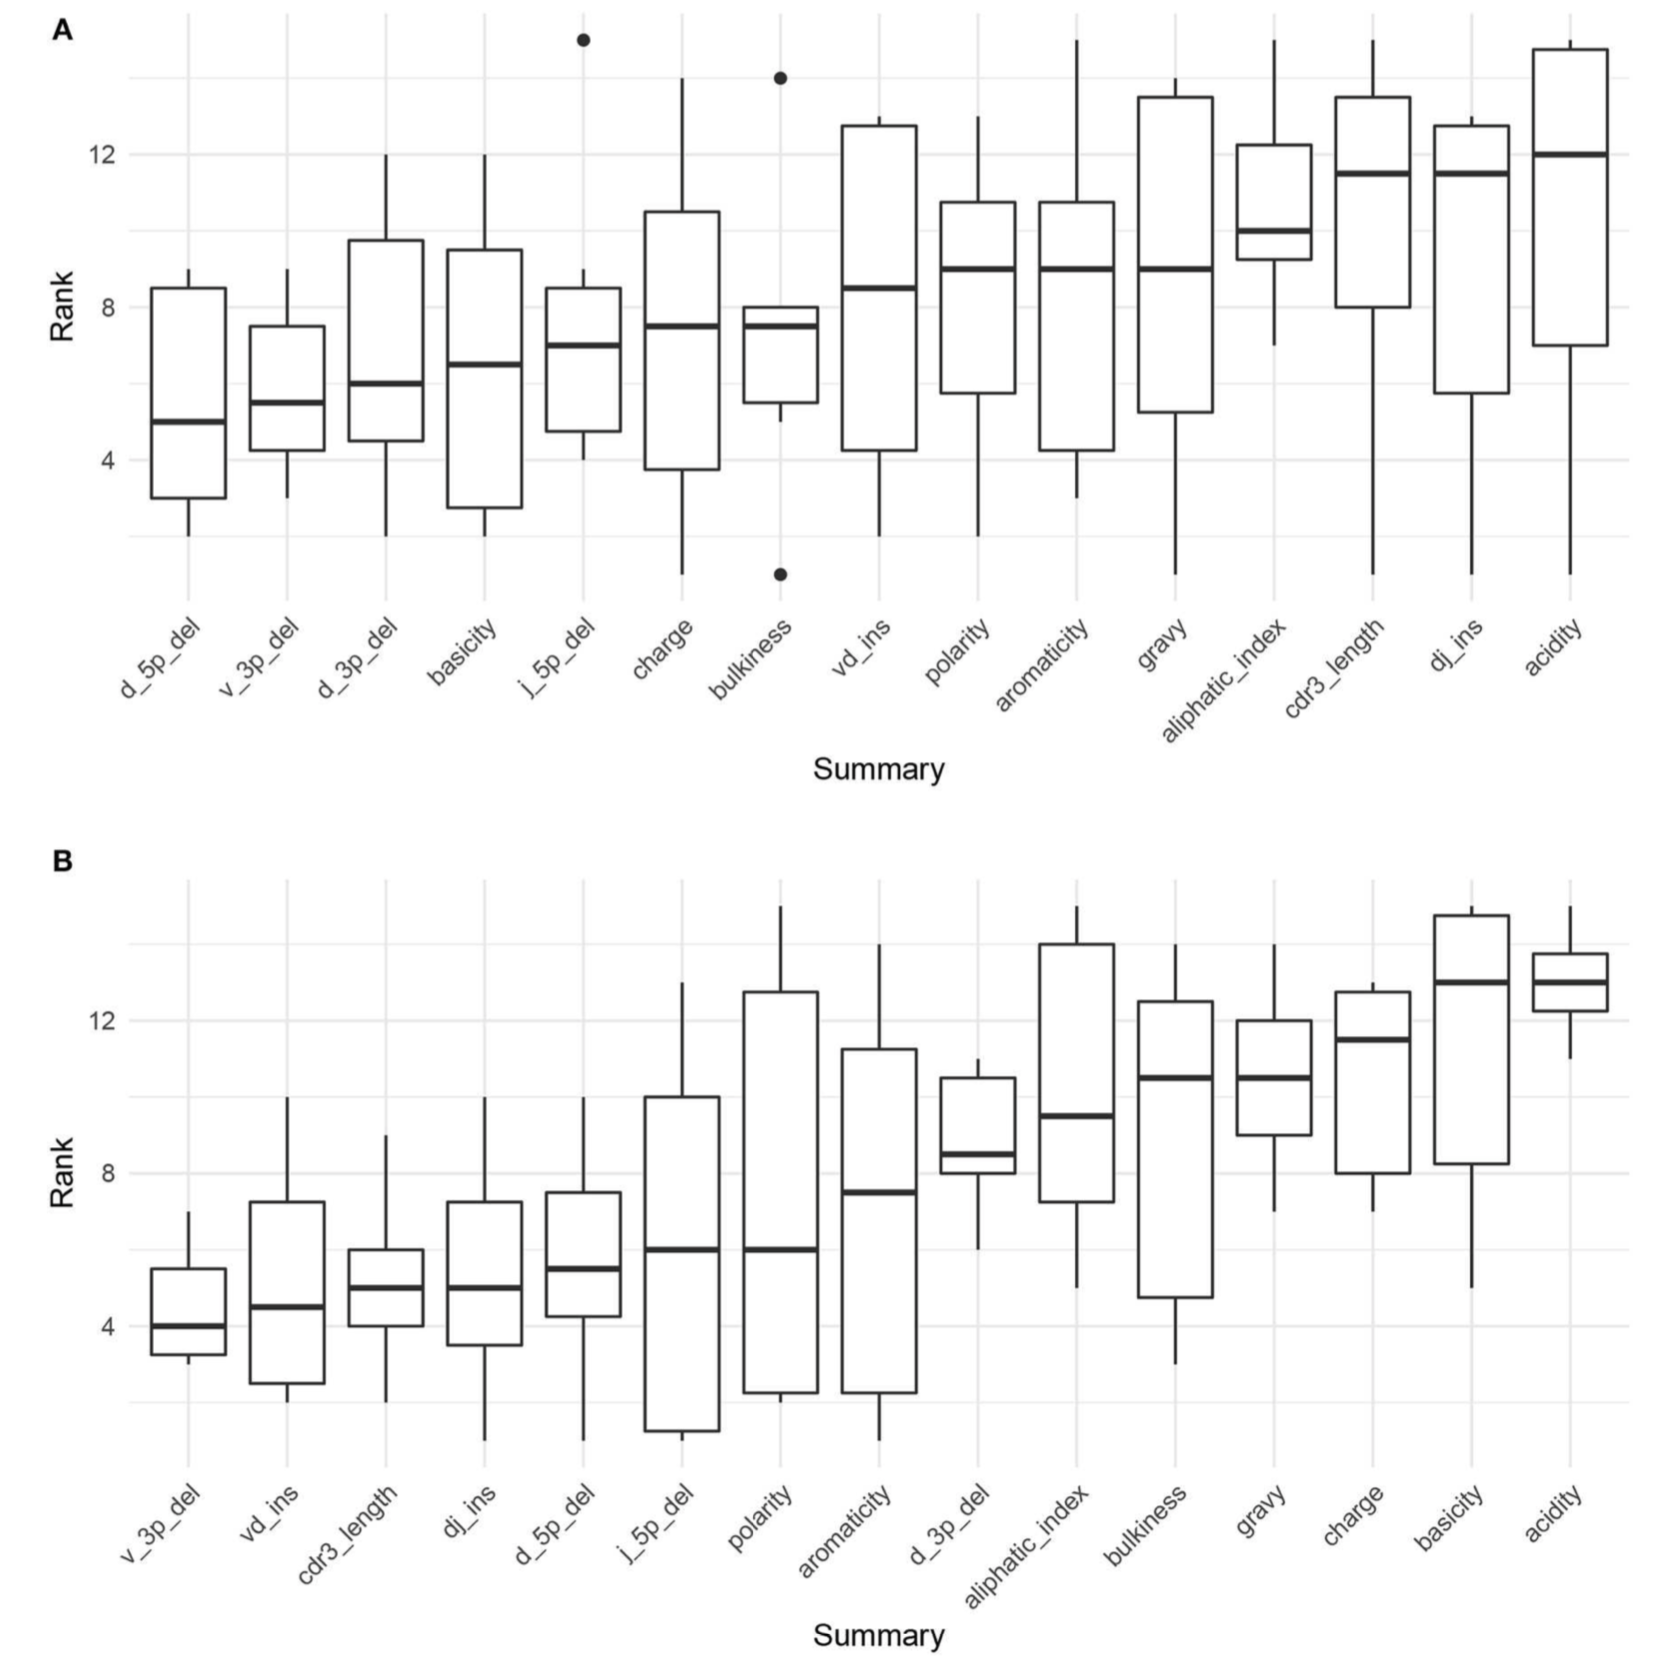 A
Rank
12
8
4
d_5p_del
v_3p_del
d_3p_del
basicity
j_5p_del
charge
bulkiness
vd_ins
polarity
aromaticity
gravy
aliphatic_index
cdr3_length
dj_ins
acidity
Summary
B
Rank
12
8
4
v_3p_del
vd_ins
cdr3_length
dj_ins
d_5p_del
j_5p_del
polarity
aromaticity
d_3p_del
aliphatic_index
bulkiness
gravy
charge
basicity
acidity
Summary